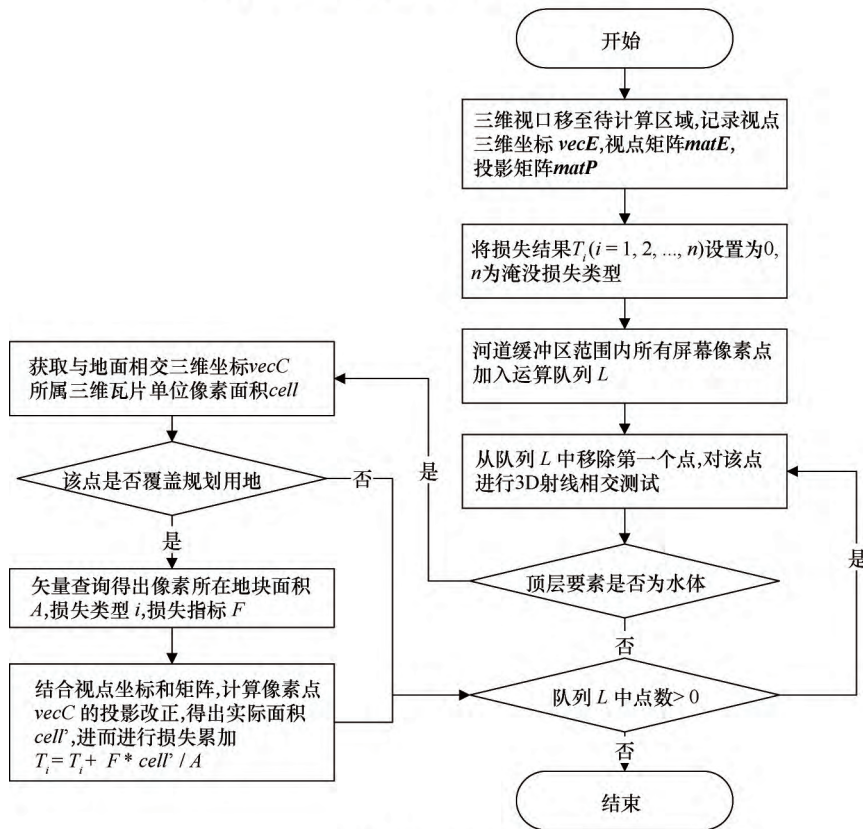 开始
三维视口移至待计算区域,记录视点
三维坐标 vecE,视点矩阵matE,
投影矩阵matP
将损失结果Ti(i = 1, 2, ..., n)设置为0,
n为淹没损失类型
河道缓冲区范围内所有屏幕像素点
加入运算队列 L
从队列 L 中移除第一个点,对该点
进行3D射线相交测试
顶层要素是否为水体
是
否
获取与地面相交三维坐标vecC
所属三维瓦片单位像素面积cell
该点是否覆盖规划用地
否
是
矢量查询得出像素所在地块面积
A,损失类型 i,损失指标 F
结合视点坐标和矩阵,计算像素点
vecC 的投影改正,得出实际面积
cell’,进而进行损失累加
Ti = Ti + F * cell’ / A
队列 L 中点数> 0
是
否
结束